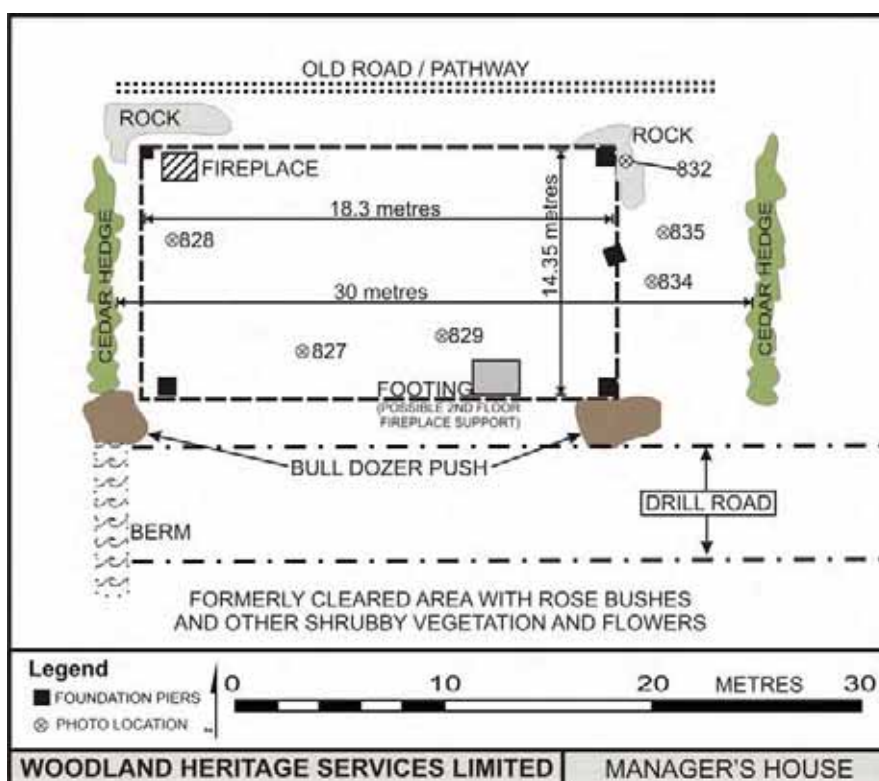 OLD ROAD / PATHWAY
ROCK
ROCK
FIREPLACE
832
18.3 metres
828
835
14.35 metres
834
CEDAR HEDGE
30 metres
CEDAR HEDGE
829
827
FOOTING
(POSSIBLE 2ND FLOOR
FIREPLACE SUPPORT)
BULL DOZER PUSH
DRILL ROAD
BERM
FORMERLY CLEARED AREA WITH ROSE BUSHES
AND OTHER SHRUBBY VEGETATION AND FLOWERS
Legend
FOUNDATION PIERS
PHOTO LOCATION
0 10 20 METRES 30
WOODLAND HERITAGE SERVICES LIMITED
MANAGER'S HOUSE